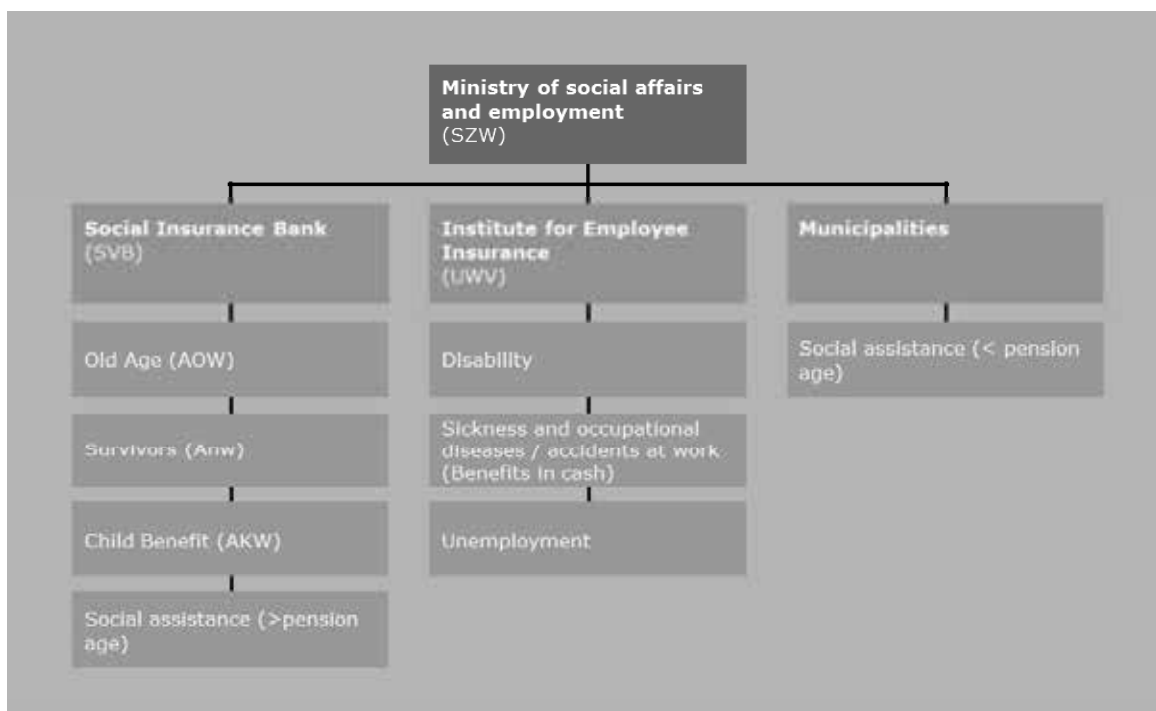 Ministry of social affairs
and employment
(SZW)
Social Insurance Bank
(SVB)
Old Age (AOW)
Survivors (Anw)
Child Benefit (AKW)
Social assistance (>pension
age)
Institute for Employee
Insurance
(UWV)
Disability
Sickness and occupational
diseases / accidents at work
(Benefits in cash)
Unemployment
Municipalities
Social assistance (< pension
age)